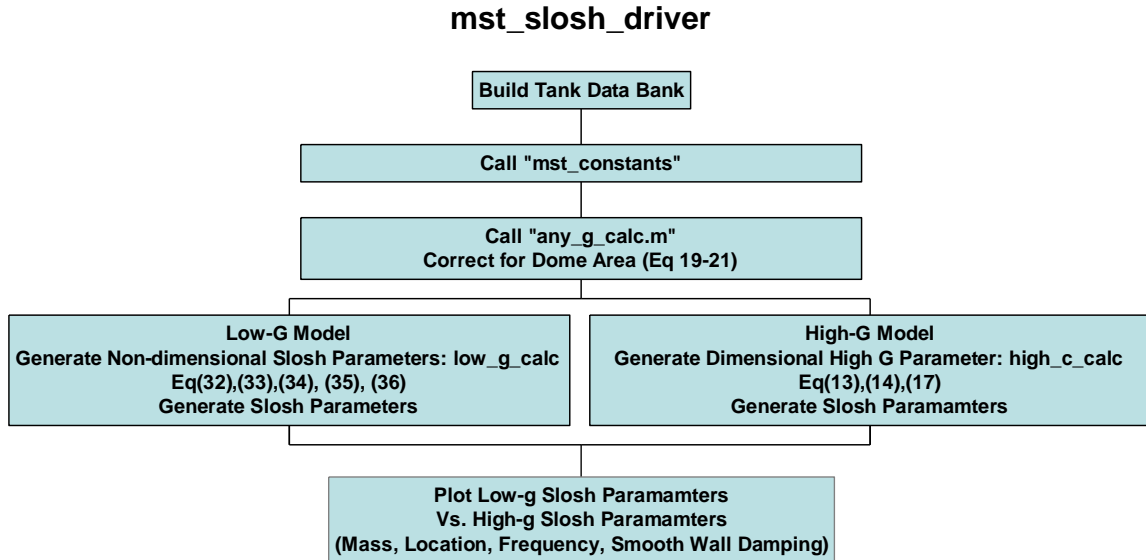 mst_slosh_driver
Build Tank Data Bank
Call "mst_constants"
Call "any_g_calc.m"
Correct for Dome Area (Eq 19-21)
Low-G Model
Generate Non-dimensional Slosh Parameters: low_g_calc
Eq(32),(33),(34), (35), (36)
Generate Slosh Parameters
High-G Model
Generate Dimensional High G Parameter: high_c_calc
Eq(13),(14),(17)
Generate Slosh Paramamters
Plot Low-g Slosh Paramamters
Vs. High-g Slosh Paramamters
(Mass, Location, Frequency, Smooth Wall Damping)